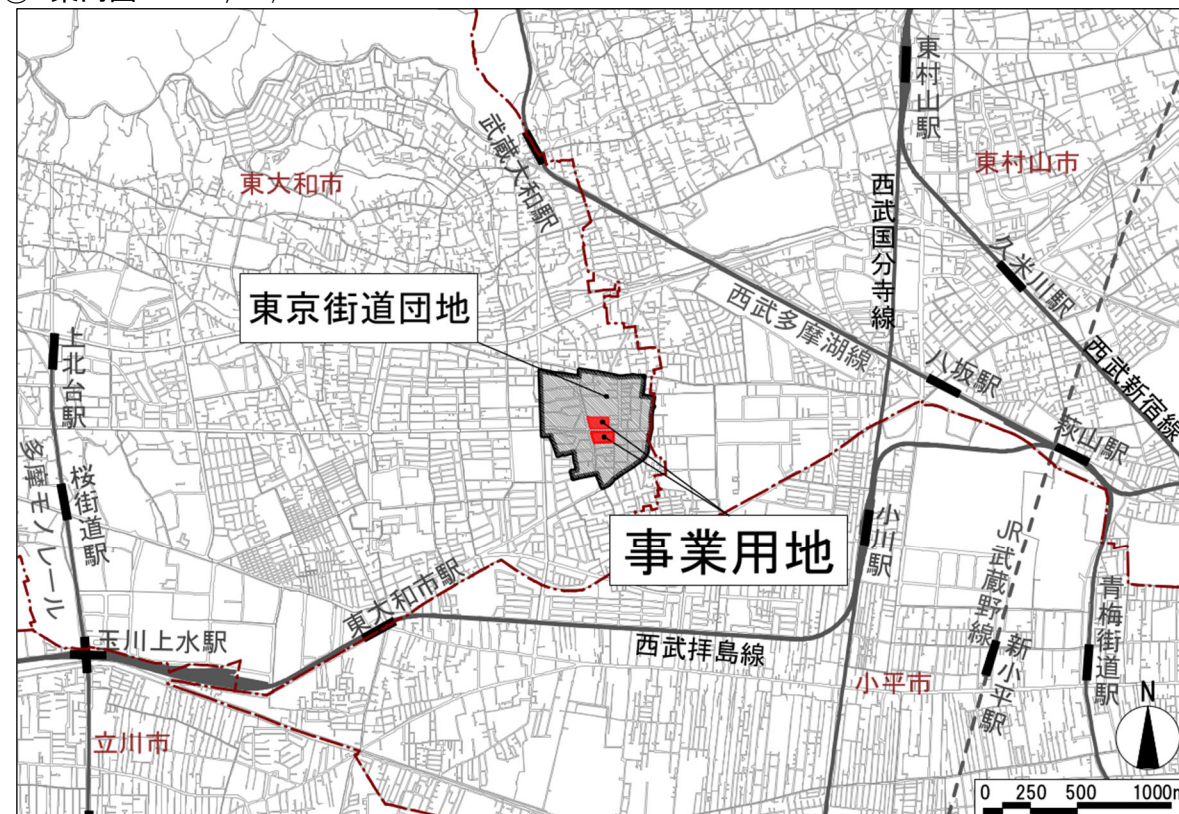 東村山駅
東村山市
武蔵大和駅
東大和市
西武国分寺線
久米川駅
東京街道団地
西武多摩湖線
上北台駅
八坂駅
西武新宿線
萩山駅
桜街道駅
多摩モノレール
事業用地
小川駅
JR武蔵野線
東大和市駅
青梅街道駅
玉川上水駅
西武拝島線
新小平駅
小平市
立川市
N
0 250 500 1000m